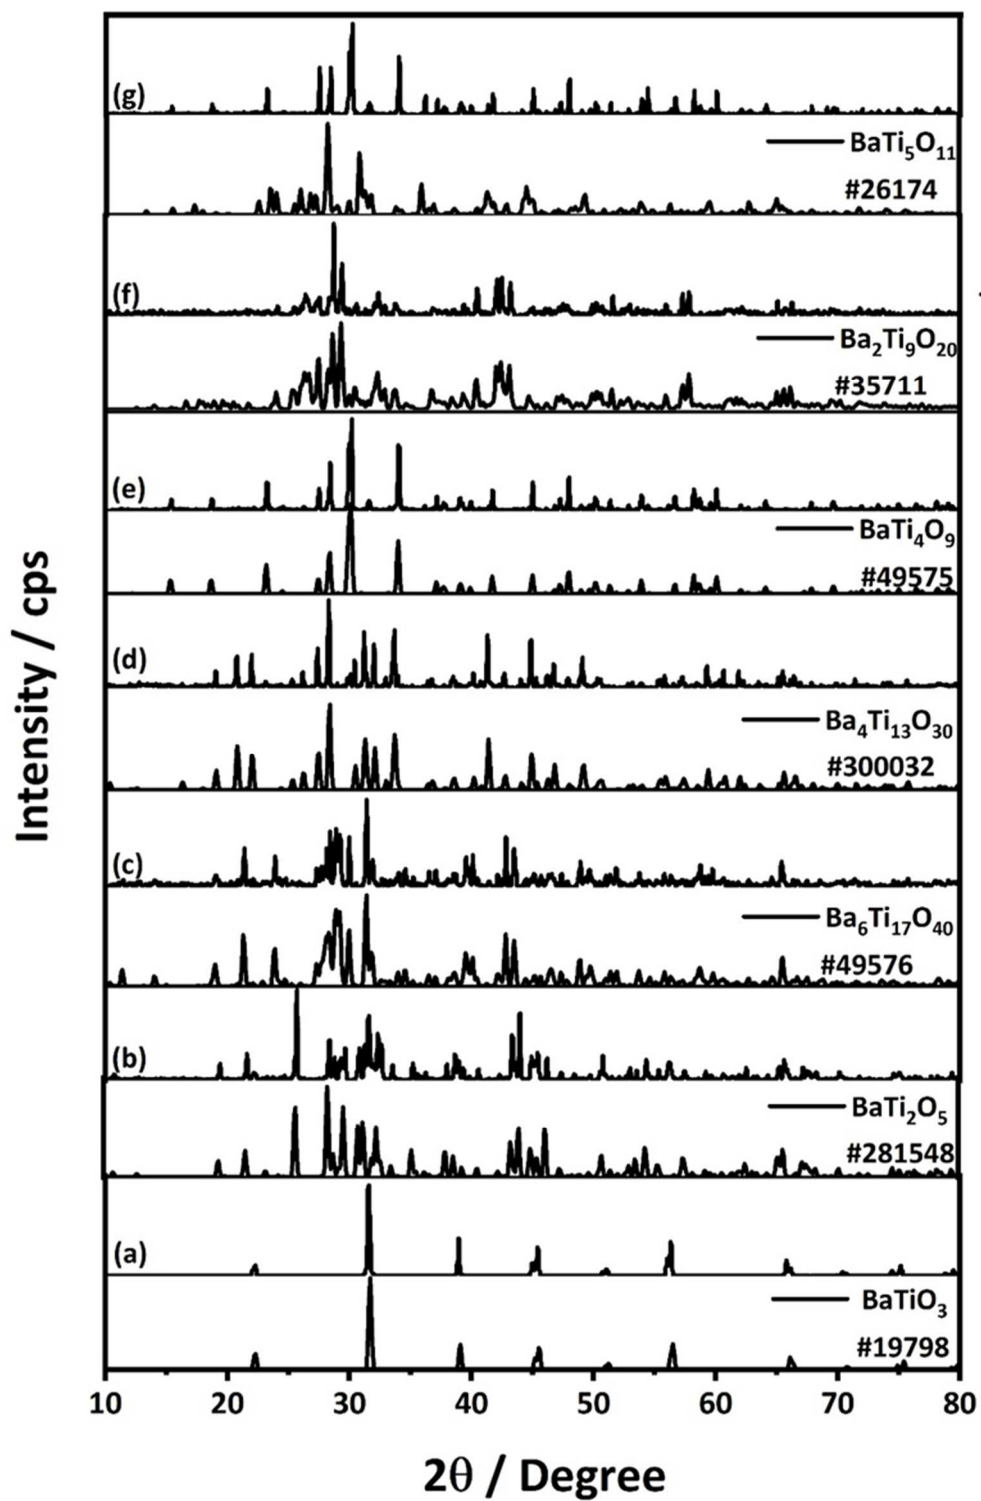 (g)
BaTi₅O₁₁
#26174
(f)
Ba₂Ti₉O₂₀
#35711
(e)
BaTi₄O₉
#49575
(d)
Ba₄Ti₁₃O₃₀
#300032
(c)
Ba₆Ti₁₇O₄₀
#49576
(b)
BaTi₂O₅
#281548
(a)
BaTiO₃
#19798
Intensity / cps
10 20 30 40 50 60 70 80
2θ / Degree